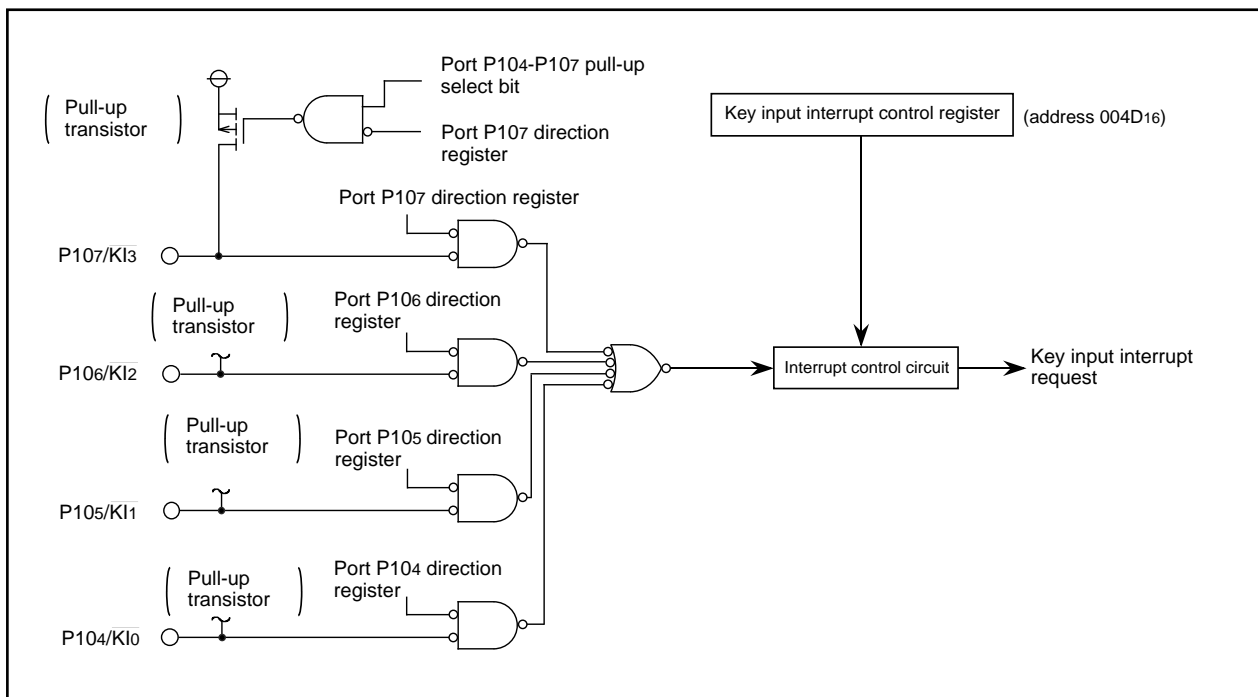 Port P104-P107 pull-up
select bit
Pull-up
transistor
Key input interrupt control register
(address 004D16)
Port P107 direction
register
Port P107 direction register
P107/KI3
Pull-up
transistor
Port P106 direction
register
P106/KI2
Interrupt control circuit
Key input interrupt
request
Pull-up
transistor
Port P105 direction
register
P105/KI1
Pull-up
transistor
Port P104 direction
register
P104/KI0